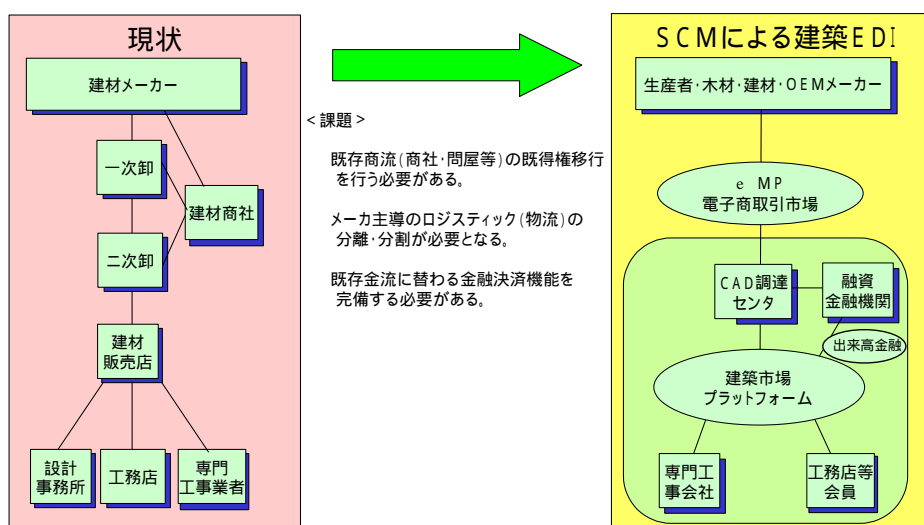 現状
建材メーカー
一次卸
建材商社
二次卸
建材
販売店
設計
事務所
工務店
専門
工事業者
<課題>
既存商流(商社・問屋等)の既得権移行
を行う必要がある。
メーカ主導のロジスティック(物流)の
分離・分割が必要となる。
既存金流に替わる金融決済機能を
完備する必要がある。
SCMによる建築EDI
生産者・木材・建材・OEMメーカー
e MP
電子商取引市場
CAD調達
センタ
融資
金融機関
出来高金融
建築市場
プラットフォーム
専門工
事会社
工務店等
会員